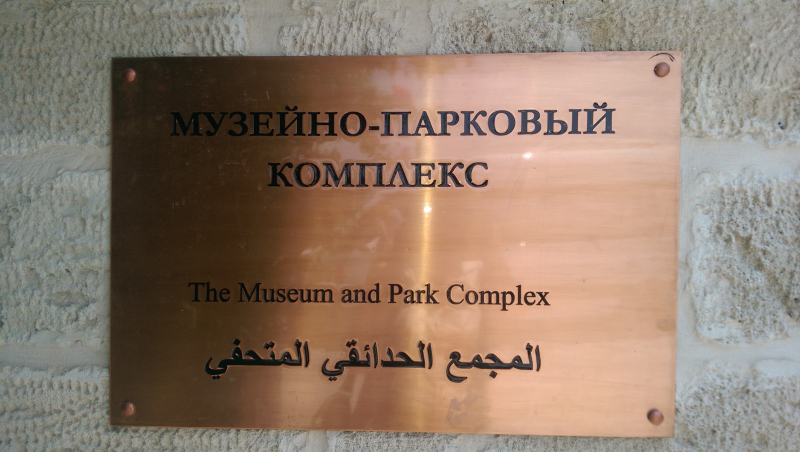 МУЗЕЙНО-ПАРКОВЫЙ
КОМПЛЕКС
The Museum and Park Complex
المجمع الحدائقي المتحفي